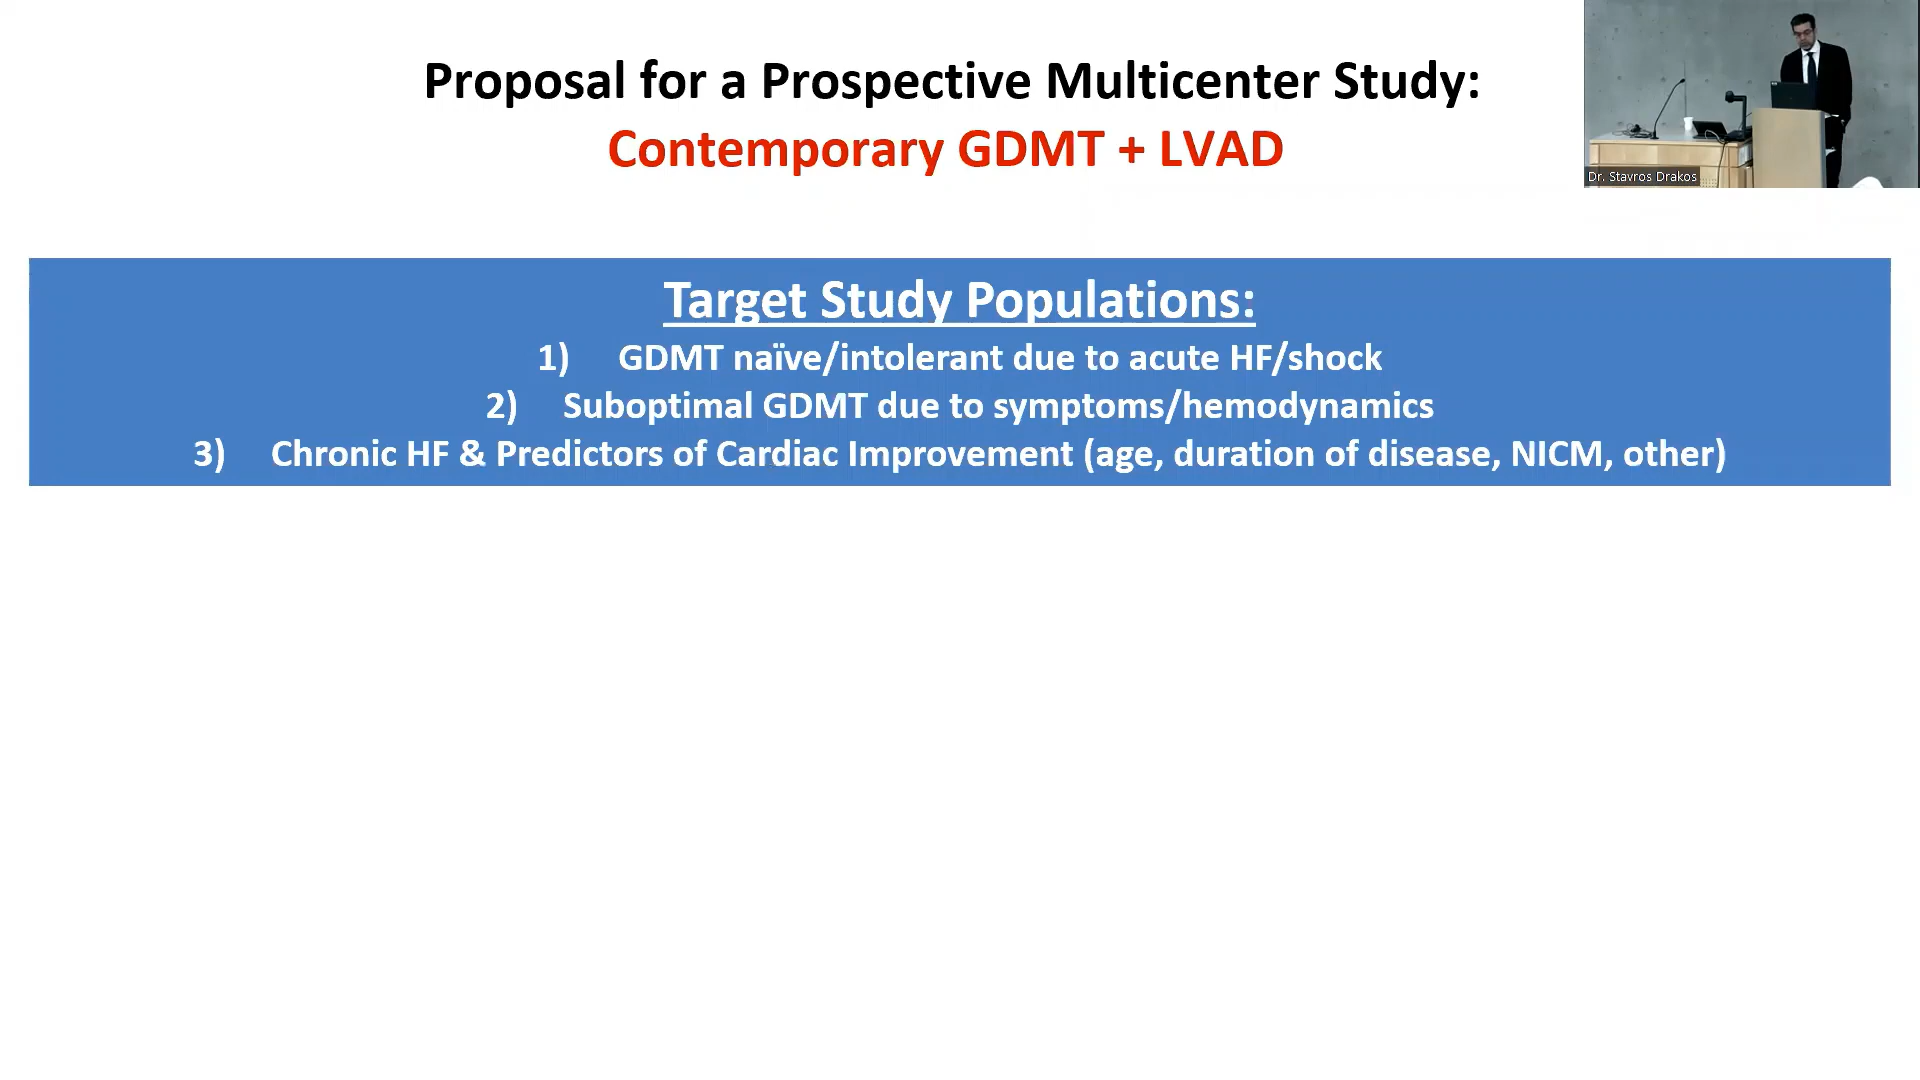 Proposal for a Prospective Multicenter Study:
Contemporary GDMT + LVAD
Dr. Stavros Drakos
Target Study Populations:
1) GDMT naïve/intolerant due to acute HF/shock
2) Suboptimal GDMT due to symptoms/hemodynamics
3) Chronic HF & Predictors of Cardiac Improvement (age, duration of disease, NICM, other)